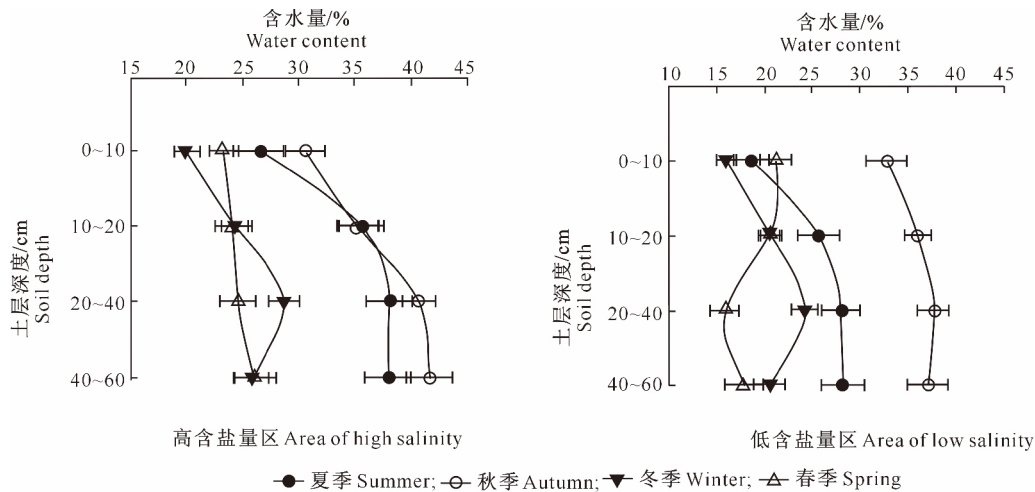 含水量/%
Water content
15 20 25 30 35 40 45
0~10
10~20
20~40
40~60
土层深度/cm
Soil depth
高含盐量区 Area of high salinity
含水量/%
Water content
10 15 20 25 30 35 40 45
0~10
10~20
20~40
40~60
土层深度/cm
Soil depth
低含盐量区 Area of low salinity
夏季 Summer; 秋季 Autumn; 冬季 Winter; 春季 Spring